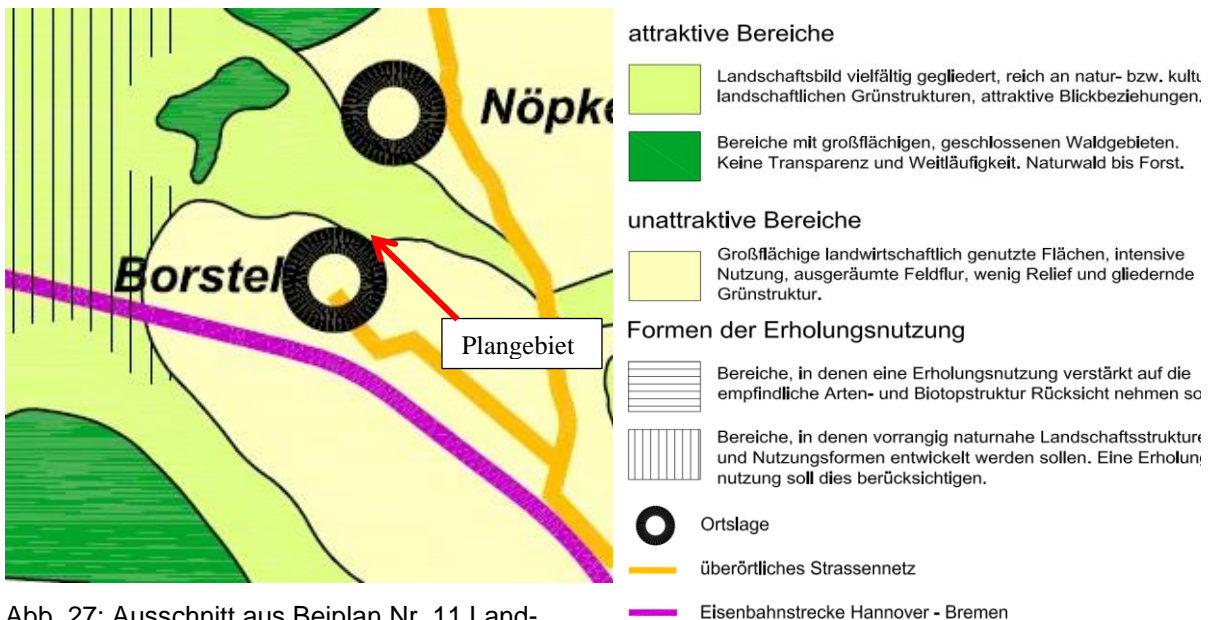 Nöpke
Borstel
Plangebiet
Abb. 27: Ausschnitt aus Beiplan Nr. 11 Land-
attraktive Bereiche
Landschaftsbild vielfältig gegliedert, reich an natur- bzw. kultu
landschaftlichen Grünstrukturen, attraktive Blickbeziehungen.
Bereiche mit großflächigen, geschlossenen Waldgebieten.
Keine Transparenz und Weitläufigkeit. Naturwald bis Forst.
unattraktive Bereiche
Großflächige landwirtschaftlich genutzte Flächen, intensive
Nutzung, ausgeräumte Feldflur, wenig Relief und gliedernde
Grünstruktur.
Formen der Erholungsnutzung
Bereiche, in denen eine Erholungsnutzung verstärkt auf die
empfindliche Arten- und Biotopstruktur Rücksicht nehmen so
Bereiche, in denen vorrangig naturnahe Landschaftsstrukture
und Nutzungsformen entwickelt werden sollen. Eine Erholung
nutzung soll dies berücksichtigen.
Ortslage
überörtliches Strassennetz
Eisenbahnstrecke Hannover - Bremen